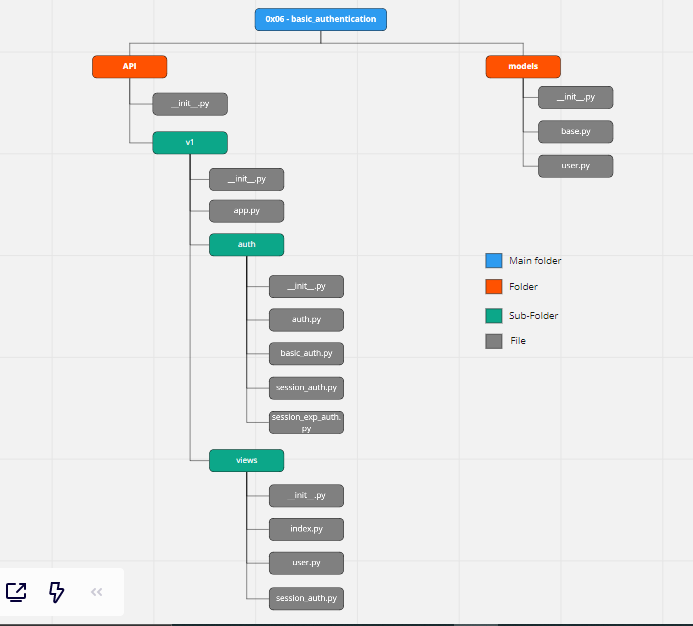 0x06 - basic_authentication
API
models
__init__.py
__init__.py
base.py
v1
user.py
__init__.py
app.py
auth
Main folder
__init__.py
Folder
auth.py
Sub-Folder
File
basic_auth.py
session_auth.py
session_exp_auth.
py
views
__init__.py
index.py
user.py
session_auth.py